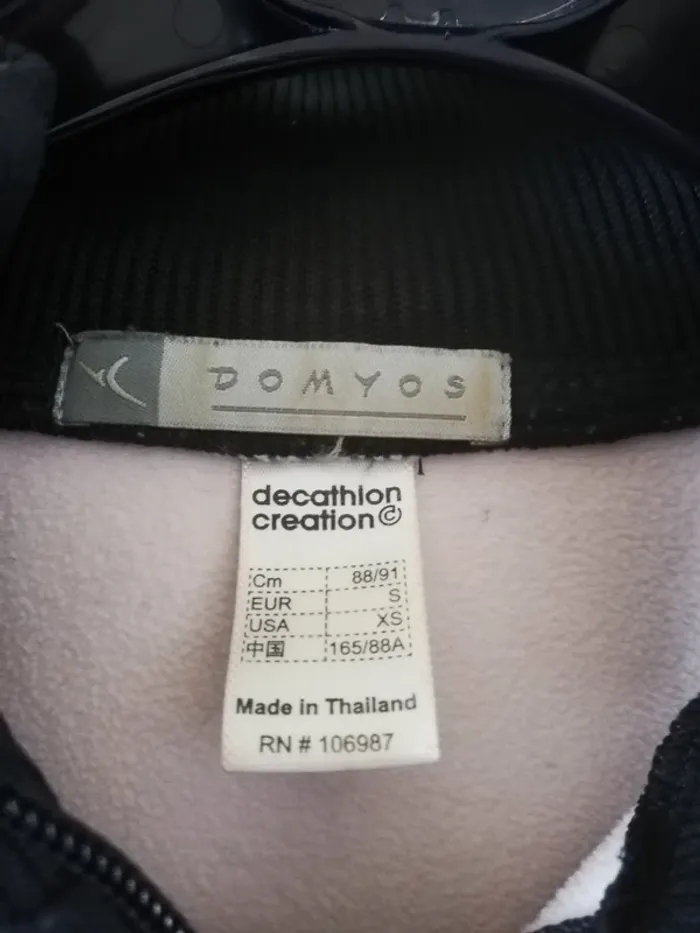 DOMYOS
decathlon
creation©
Cm 88/91
EUR S
USA XS
中国 165/88A
Made in Thailand
RN # 106987